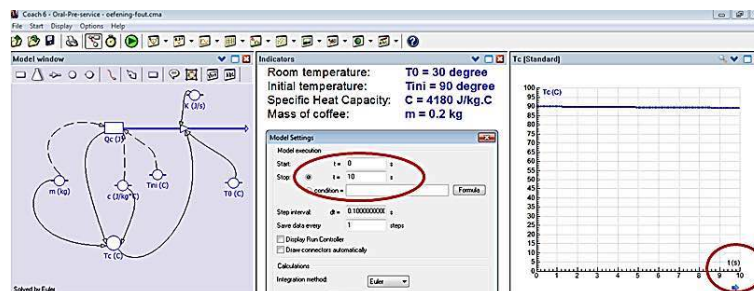 Coach 6 - Oral-Pre-service - oefening-fout.cma
File Start Display Options Help
Model window
K (J/s)
Qc (J)
Tini (C)
T0 (C)
m (kg)
c (J/kg*C)
Tc (C)
Solved by Euler
Indicators
Room temperature: T0 = 30 degree
Initial temperature: Tini = 90 degree
Specific Heat Capacity: C = 4180 J/kg.C
Mass of coffee: m = 0.2 kg
Model Settings
Model execution
Start: t = 0 s
Stop: t = 10 s
condition = Formula
Step interval: dt = 0.1000000000 s
Save data every 1 steps
Display Run Controller
Draw connectors automatically
Calculations
Integration method: Euler
Tc [Standard]
Tc (C)
100
95
90
85
80
75
70
65
60
55
50
45
40
35
30
25
20
15
10
5
0
t(s)
0 1 2 3 4 5 6 7 8 9 10